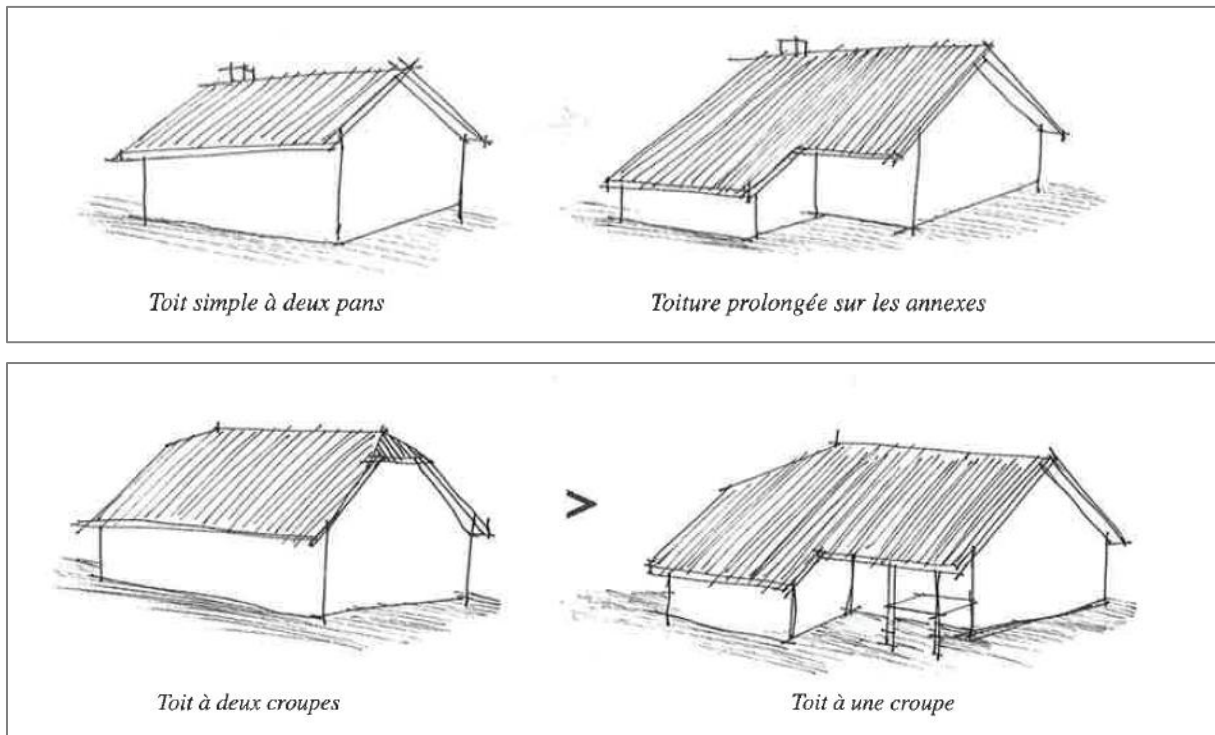 Toit simple à deux pans
Toiture prolongée sur les annexes
>
Toit à deux croupes
Toit à une croupe